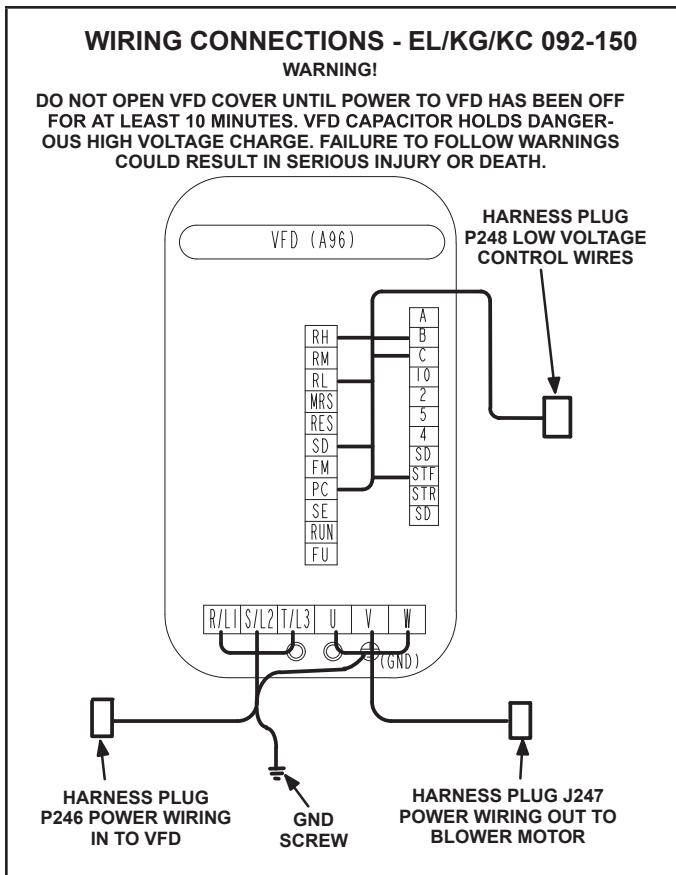 WIRING CONNECTIONS - EL/KG/KC 092-150
WARNING!
DO NOT OPEN VFD COVER UNTIL POWER TO VFD HAS BEEN OFF
FOR AT LEAST 10 MINUTES. VFD CAPACITOR HOLDS DANGER-
OUS HIGH VOLTAGE CHARGE. FAILURE TO FOLLOW WARNINGS
COULD RESULT IN SERIOUS INJURY OR DEATH.
VFD (A96)
HARNESS PLUG
P248 LOW VOLTAGE
CONTROL WIRES
RH
RM
RL
MRS
RES
SD
FM
PC
SE
RUN
FU
A
B
C
10
2
5
4
SD
STF
STR
SD
R/L1 S/L2 T/L3 U V W
(GND)
HARNESS PLUG
P246 POWER WIRING
IN TO VFD
GND
SCREW
HARNESS PLUG J247
POWER WIRING OUT TO
BLOWER MOTOR